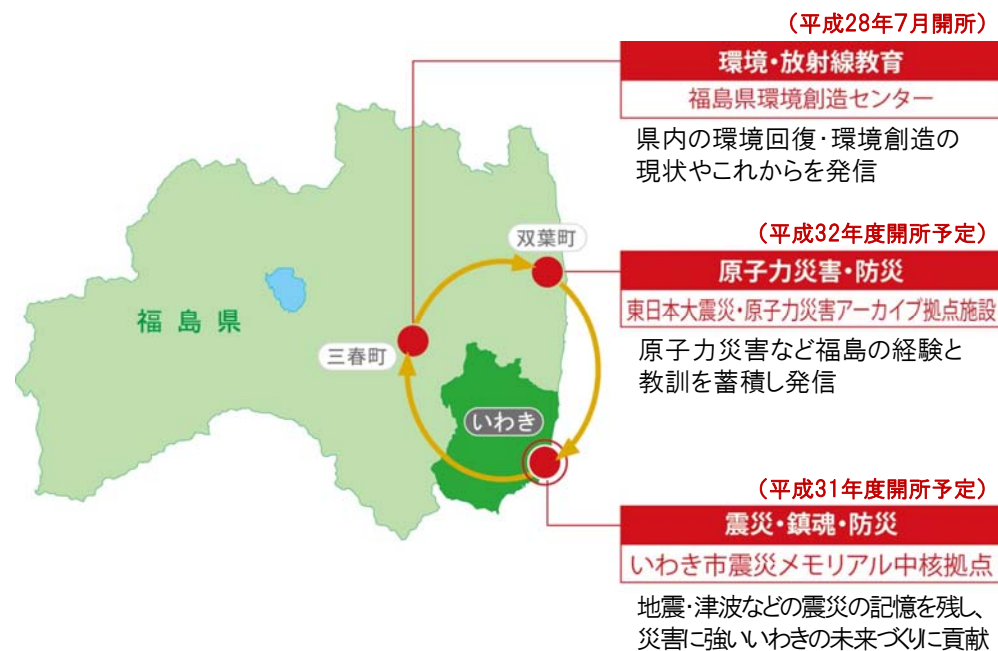 （平成28年7月開所）
環境・放射線教育
福島県環境創造センター
県内の環境回復・環境創造の
現状やこれからを発信
双葉町
（平成32年度開所予定）
原子力災害・防災
東日本大震災・原子力災害アーカイブ拠点施設
原子力災害など福島の経験と
教訓を蓄積し発信
福島県
三春町
いわき
（平成31年度開所予定）
震災・鎮魂・防災
いわき市震災メモリアル中核拠点
地震・津波などの震災の記憶を残し、
災害に強いいわきの未来づくりに貢献